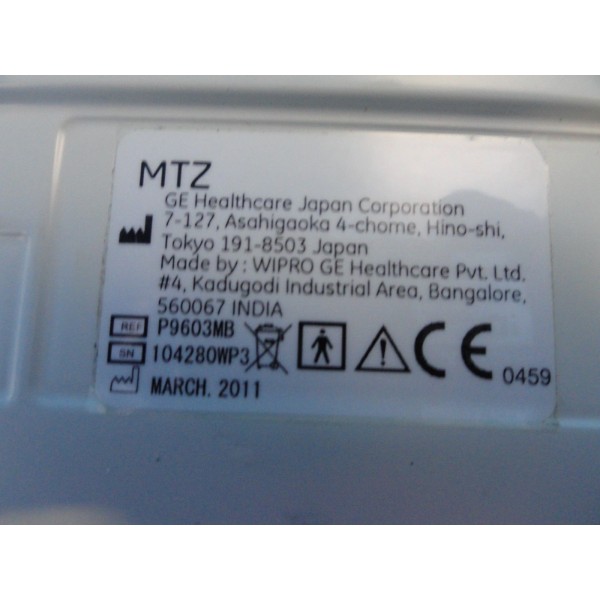 MTZ
GE Healthcare Japan Corporation
7-127, Asahigaoka 4-chome, Hino-shi,
Tokyo 191-8503 Japan
Made by : WIPRO GE Healthcare Pvt. Ltd.
#4, Kadugodi Industrial Area, Bangalore,
560067 INDIA
REF P9603MB
SN 104280WP3
MARCH. 2011
CE 0459